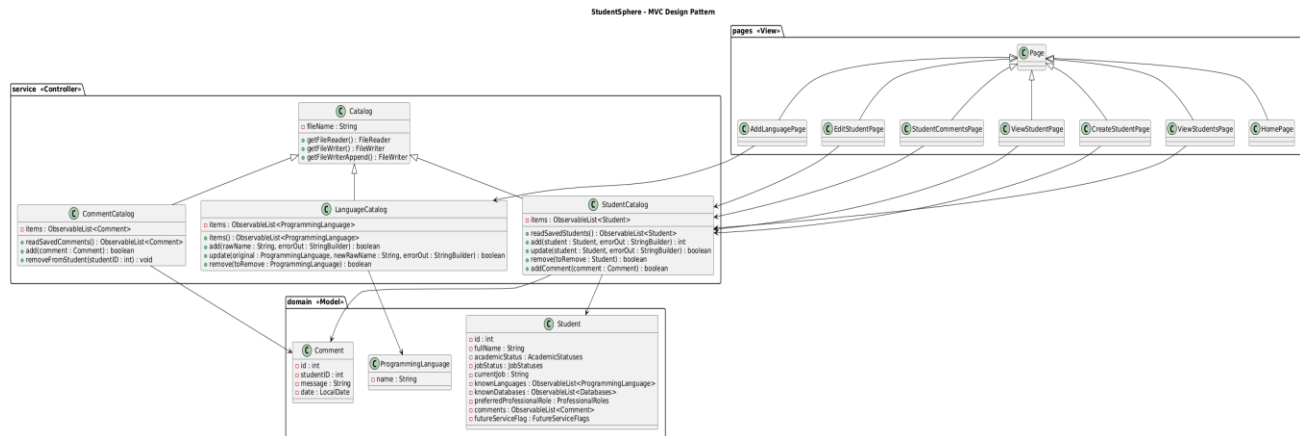 StudentSphere - MVC Design Pattern
pages «View»
C Page
C AddLanguagePage
C EditStudentPage
C StudentCommentsPage
C ViewStudentPage
C CreateStudentPage
C ViewStudentsPage
C HomePage
service «Controller»
C Catalog
fileName : String
getFileReader() : FileReader
getFileWriter() : FileWriter
getFileWriterAppend() : FileWriter
C CommentCatalog
items : ObservableList<Comment>
readSavedComments() : ObservableList<Comment>
add(comment : Comment) : boolean
removeFromStudent(studentID : int) : void
C LanguageCatalog
items : ObservableList<ProgrammingLanguage>
items() : ObservableList<ProgrammingLanguage>
add(rawName : String, errorOut : StringBuilder) : boolean
update(original : ProgrammingLanguage, newRawName : String, errorOut : StringBuilder) : boolean
remove(toRemove : ProgrammingLanguage) : boolean
C StudentCatalog
items : ObservableList<Student>
readSavedStudents() : ObservableList<Student>
add(student : Student, errorOut : StringBuilder) : int
update(student : Student, errorOut : StringBuilder) : boolean
remove(toRemove : Student) : boolean
addComment(comment : Comment) : boolean
domain «Model»
C Comment
id : int
studentID : int
message : String
date : LocalDate
C ProgrammingLanguage
name : String
C Student
id : int
fullName : String
academicStatus : AcademicStatuses
jobStatus : JobStatuses
currentJob : String
knownLanguages : ObservableList<ProgrammingLanguage>
knownDatabases : ObservableList<Databases>
preferredProfessionalRole : ProfessionalRoles
comments : ObservableList<Comment>
futureServiceFlag : FutureServiceFlags